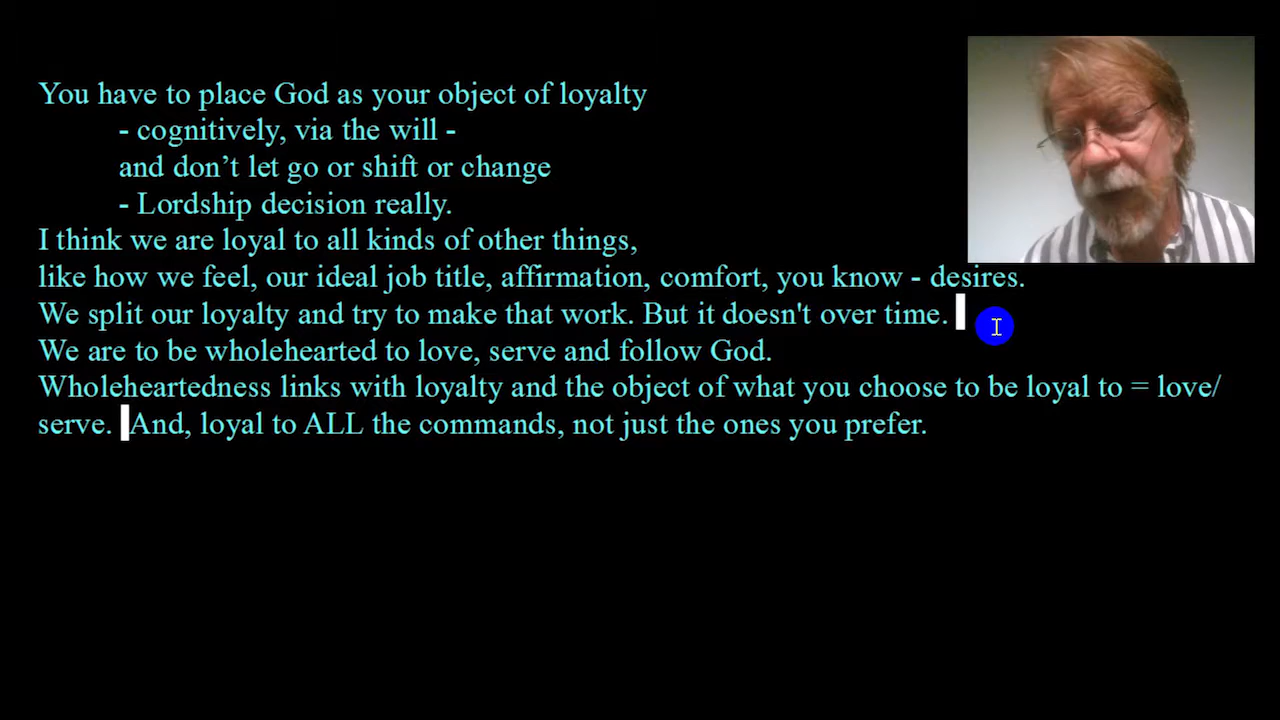 You have to place God as your object of loyalty
- cognitively, via the will -
and don’t let go or shift or change
- Lordship decision really.
I think we are loyal to all kinds of other things,
like how we feel, our ideal job title, affirmation, comfort, you know - desires.
We split our loyalty and try to make that work. But it doesn't over time.
We are to be wholehearted to love, serve and follow God.
Wholeheartedness links with loyalty and the object of what you choose to be loyal to = love/
serve. And, loyal to ALL the commands, not just the ones you prefer.